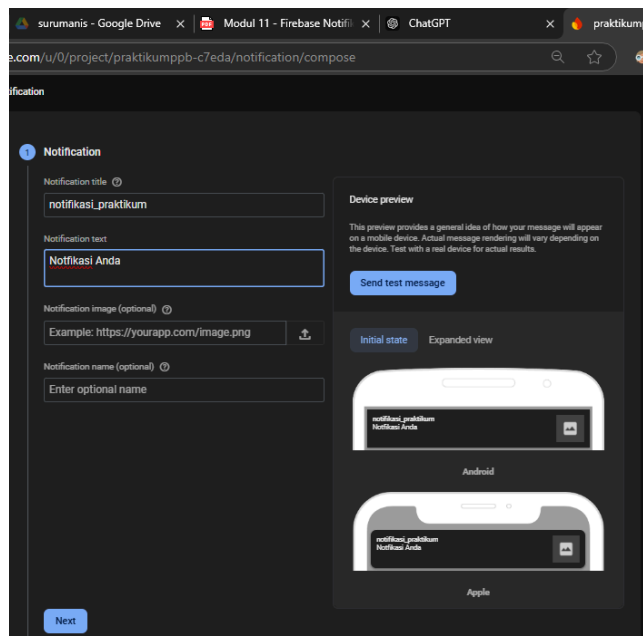 surumanis - Google Drive
Modul 11 - Firebase Notifi
ChatGPT
praktikum
e.com/u/0/project/praktikumppb-c7eda/notification/compose
ification
1 Notification
Notification title
notifikasi_praktikum
Notification text
Notfikasi Anda
Notification image (optional)
Example: https://yourapp.com/image.png
Notification name (optional)
Enter optional name
Next
Device preview
This preview provides a general idea of how your message will appear
on a mobile device. Actual message rendering will vary depending on
the device. Test with a real device for actual results.
Send test message
Initial state
Expanded view
notifikasi_praktikum
Notfikasi Anda
Android
notifikasi_praktikum
Notfikasi Anda
Apple